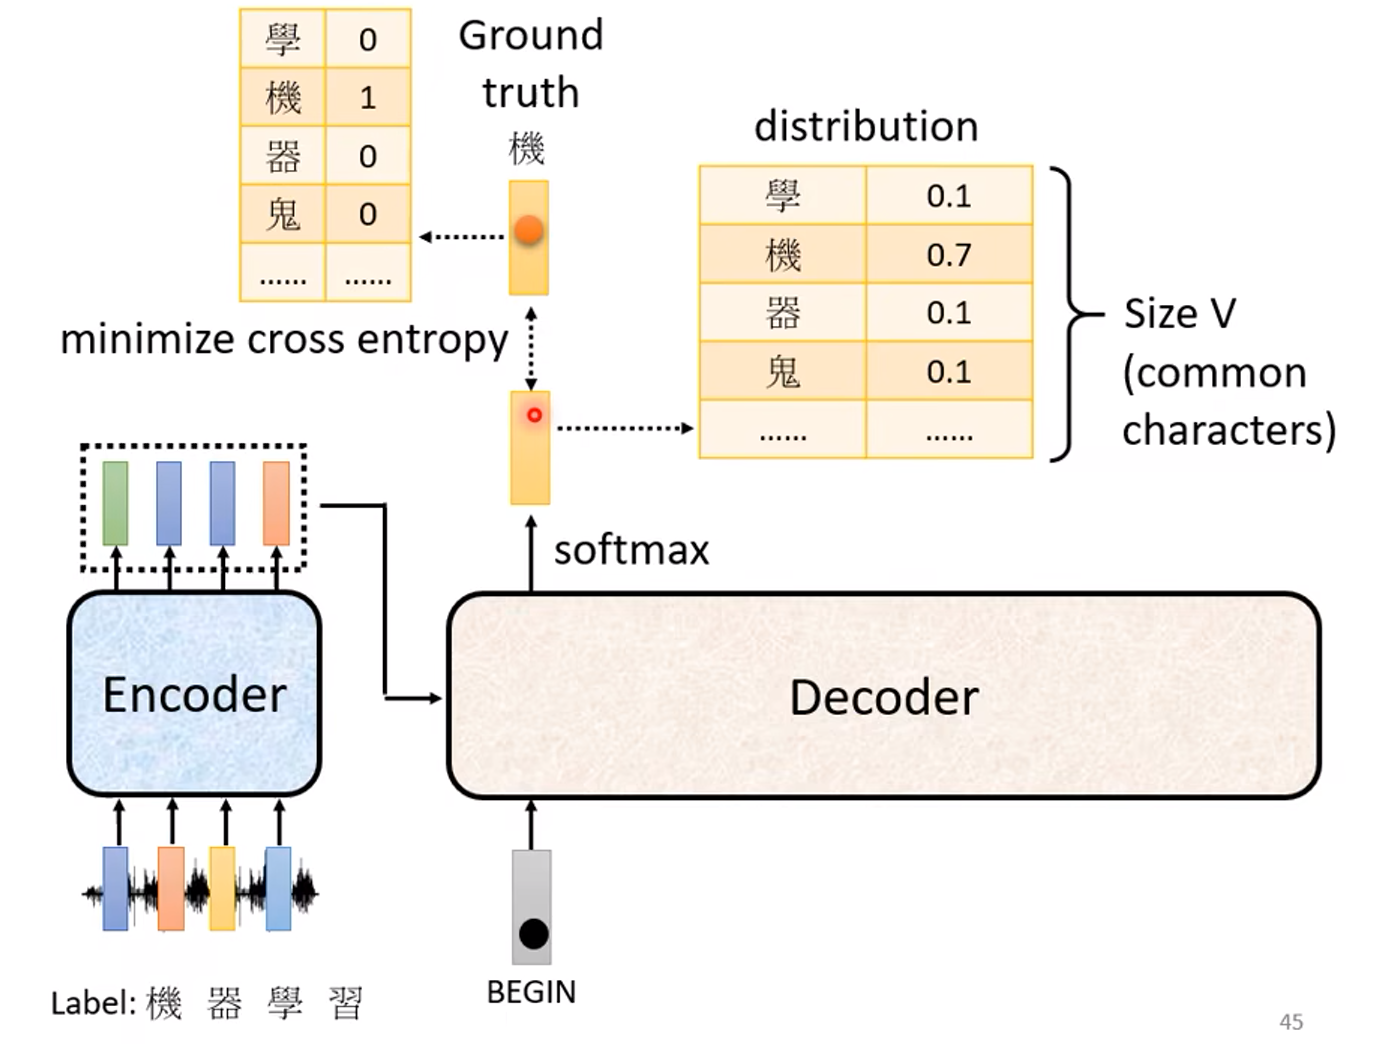 學 0
機 1
器 0
鬼 0
...... ......
Ground
truth
機
minimize cross entropy
distribution
學 0.1
機 0.7
器 0.1
鬼 0.1
...... ......
Size V
(common
characters)
softmax
Encoder
Decoder
BEGIN
Label: 機 器 學 習
45